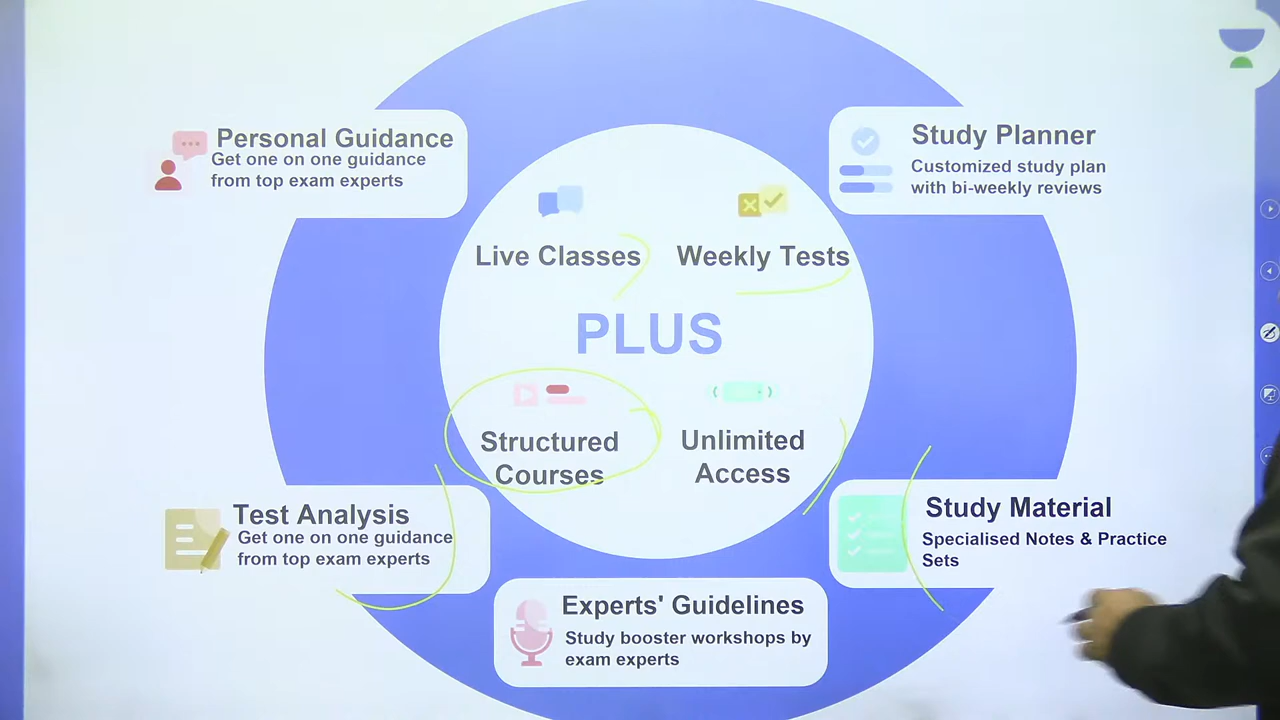 Personal Guidance
Get one on one guidance
from top exam experts
Study Planner
Customized study plan
with bi-weekly reviews
Live Classes
Weekly Tests
PLUS
Structured
Courses
Unlimited
Access
Test Analysis
Get one on one guidance
from top exam experts
Study Material
Specialised Notes & Practice
Sets
Experts' Guidelines
Study booster workshops by
exam experts